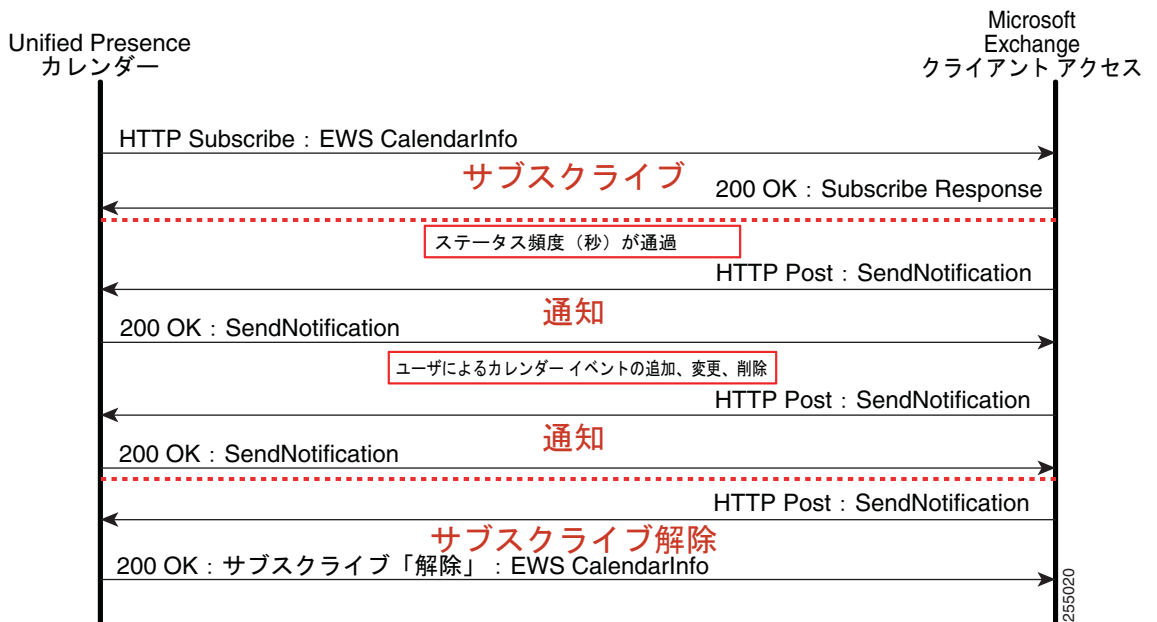 Unified Presence
カレンダー
Microsoft
Exchange
クライアント アクセス
HTTP Subscribe : EWS CalendarInfo
サブスクライブ
200 OK : Subscribe Response
ステータス頻度（秒）が通過
HTTP Post : SendNotification
通知
200 OK : SendNotification
ユーザによるカレンダー イベントの追加、変更、削除
HTTP Post : SendNotification
通知
200 OK : SendNotification
HTTP Post : SendNotification
サブスクライブ解除
200 OK : サブスクライブ「解除」 : EWS CalendarInfo
255020